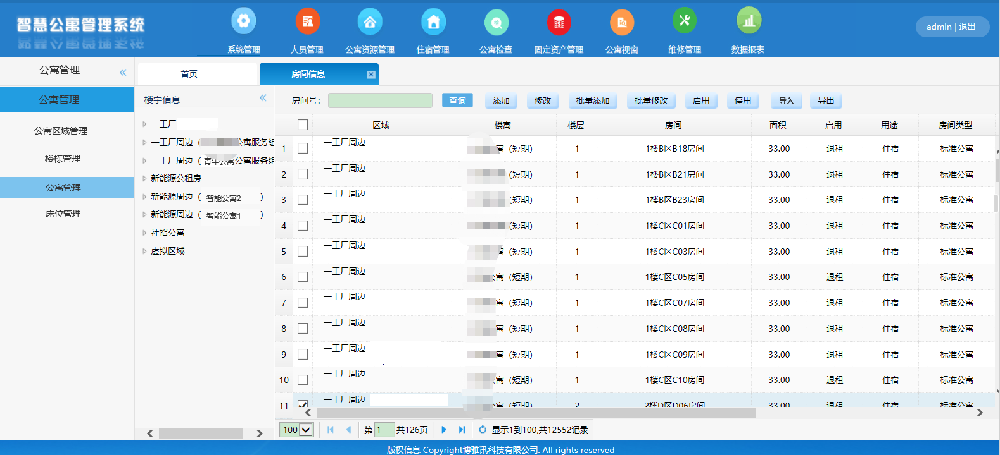 智慧公寓管理系统
系统管理 人员管理 公寓资源管理 住宿管理 公寓检查 固定资产管理 公寓视窗 维修管理 数据报表
admin | 退出
公寓管理
首页 房间信息
公寓管理
公寓区域管理
楼栋管理
公寓管理
床位管理
楼宇信息
一工厂
一工厂周边（ 公寓服务组
一工厂周边（青年公寓公寓服务组
新能源公租房
新能源周边（ 智能公寓2 ）
新能源周边（ 智能公寓1 ）
社招公寓
虚拟区域
房间号: 查询 添加 修改 批量添加 批量修改 启用 停用 导入 导出
区域 楼寓 楼层 房间 面积 启用 用途 房间类型
1 一工厂周边 寓（短期） 1 1楼B区B18房间 33.00 退租 住宿 标准公寓
2 一工厂周边 （短期） 1 1楼B区B21房间 33.00 退租 住宿 标准公寓
3 一工厂周边 （短期） 1 1楼B区B23房间 33.00 退租 住宿 标准公寓
4 一工厂周边 （短期） 1 1楼C区C01房间 33.00 退租 住宿 标准公寓
5 一工厂周边 寓（短期） 1 1楼C区C03房间 33.00 退租 住宿 标准公寓
6 一工厂周边 公寓（短期） 1 1楼C区C05房间 33.00 退租 住宿 标准公寓
7 一工厂周边 寓（短期） 1 1楼C区C07房间 33.00 退租 住宿 标准公寓
8 一工厂周边 寓（短期） 1 1楼C区C08房间 33.00 退租 住宿 标准公寓
9 一工厂周边 寓（短期） 1 1楼C区C09房间 33.00 退租 住宿 标准公寓
10 一工厂周边 公寓（短期） 1 1楼C区C10房间 33.00 退租 住宿 标准公寓
11 一工厂周边 公寓（短期） 2 2楼D区D06房间 33.00 退租 住宿 标准公寓
100 第 1 共126页 显示1到100,共12552记录
版权信息 Copyright博雅讯科技有限公司. All rights reserved